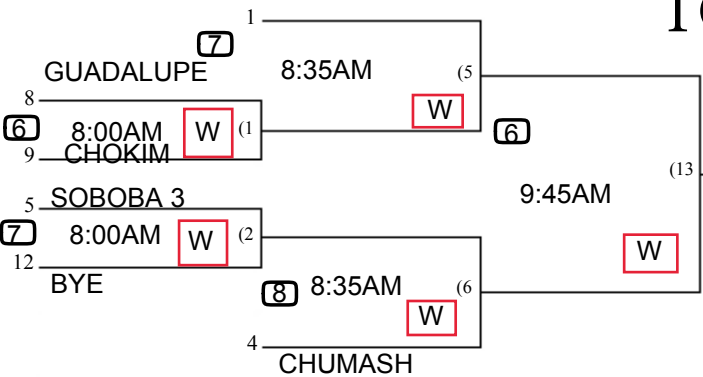 1
7
GUADALUPE
8:35AM
(5
8
W
6
8:00AM
W
(1
6
9
CHOKIM
(13
5
SOBOBA 3
9:45AM
7
8:00AM
W
(2
W
12
BYE
8
8:35AM
(6
W
4
CHUMASH